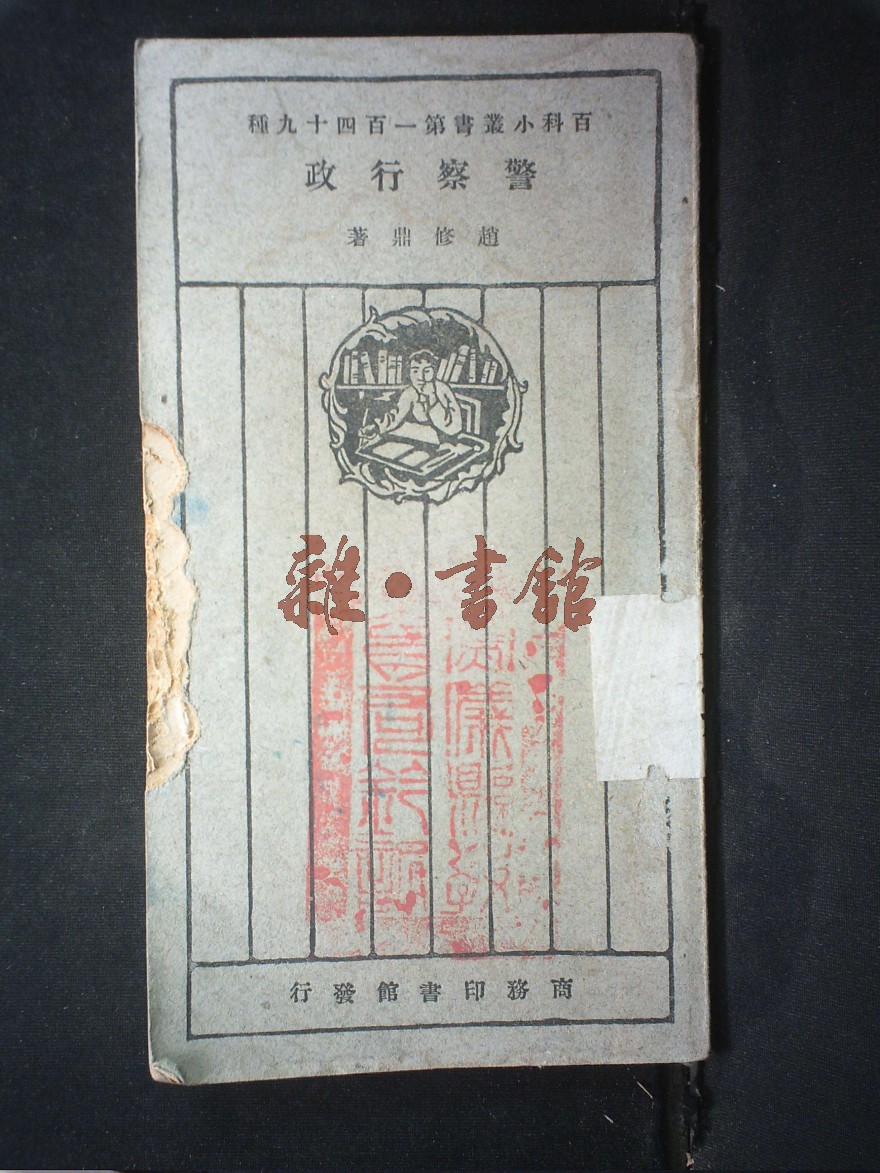 百科小叢書第一百四十九種
警察行政
趙修鼎著
雜·書館
商務印書館發行